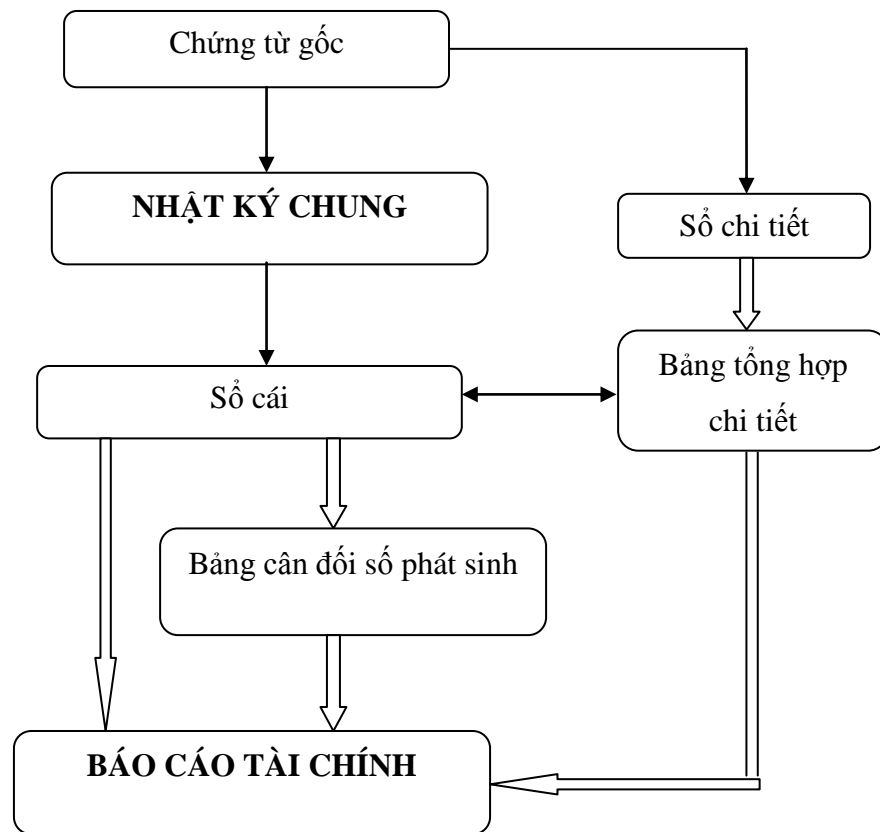 Chứng từ gốc
NHẬT KÝ CHUNG
Sổ chi tiết
Sổ cái
Bảng tổng hợp
chi tiết
Bảng cân đối số phát sinh
BÁO CÁO TÀI CHÍNH